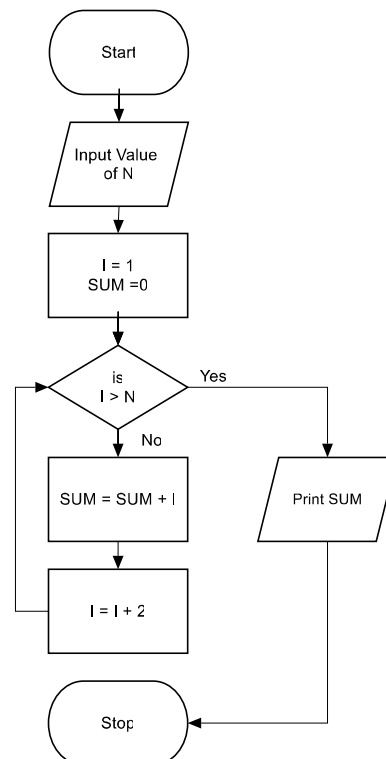 Start
Input Value
of N
I = 1
SUM =0
is
I > N
Yes
No
SUM = SUM + I
Print SUM
I = I + 2
Stop